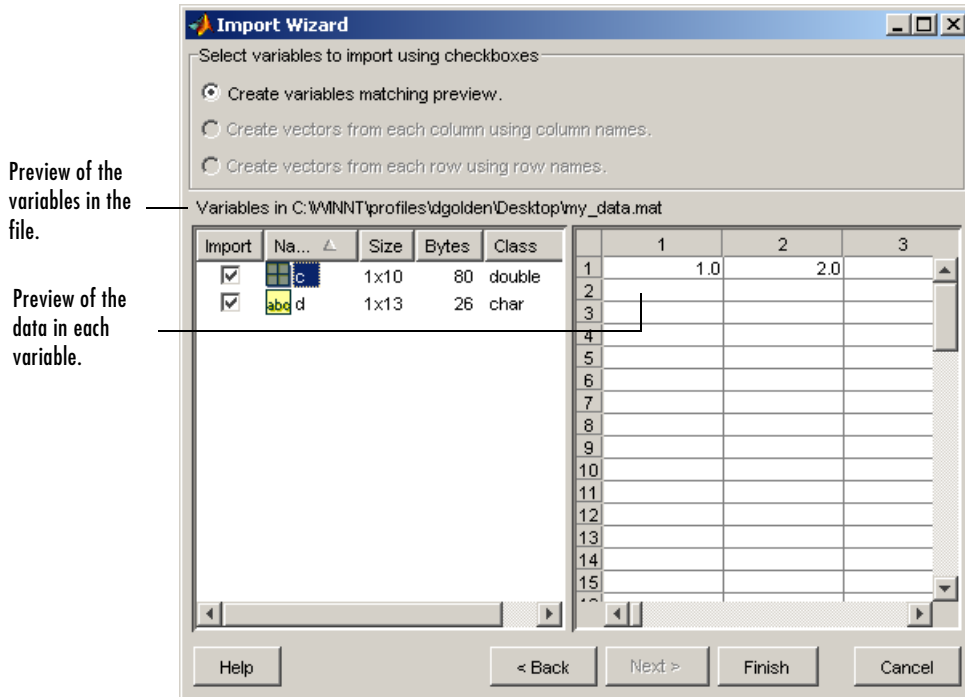 Import Wizard
Select variables to import using checkboxes
Create variables matching preview.
Create vectors from each column using column names.
Create vectors from each row using row names.
Preview of the
variables in the
file.
Variables in C:\WINNT\profiles\dgolden\Desktop\my_data.mat
Import Na... Size Bytes Class
c 1x10 80 double
abc d 1x13 26 char
Preview of the
data in each
variable.
1 2 3
1 1.0 2.0
2
3
4
5
6
7
8
9
10
11
12
13
14
15
Help < Back Next > Finish Cancel